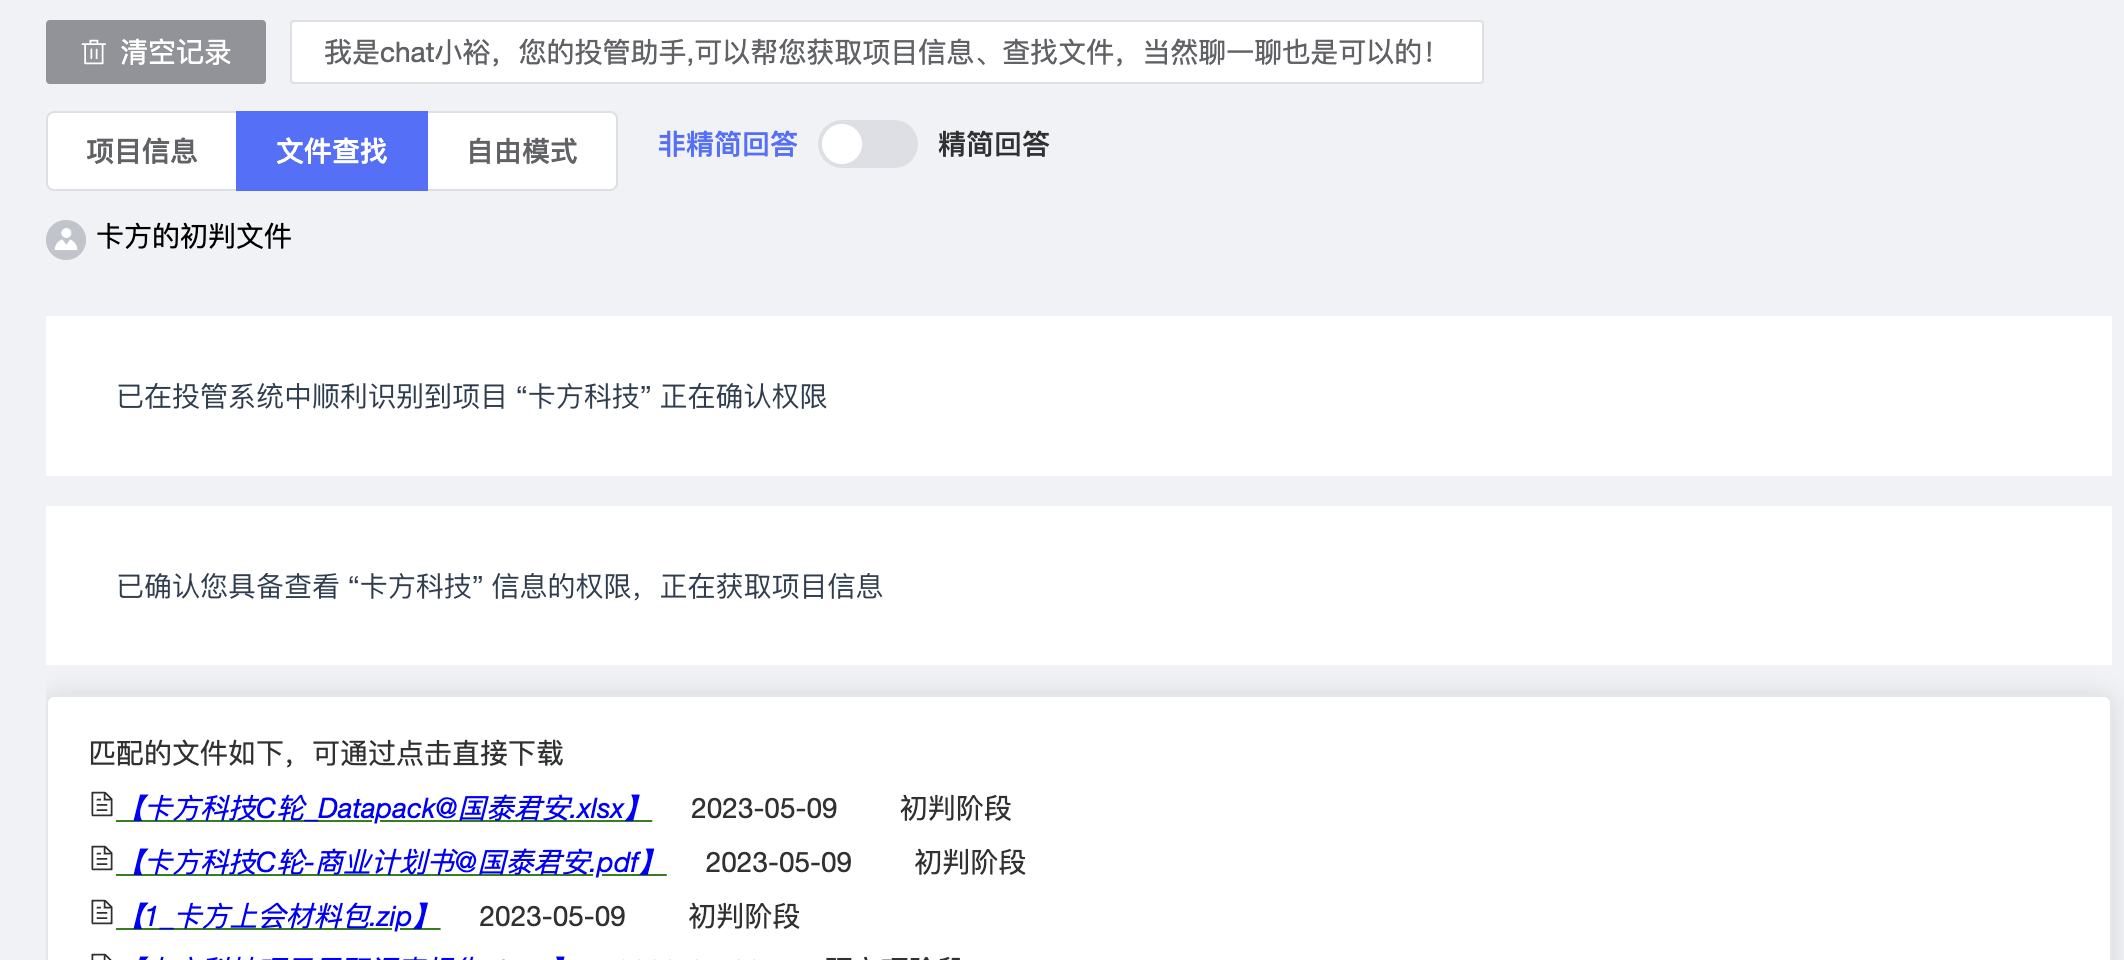 清空记录
我是chat小裕，您的投管助手,可以帮您获取项目信息、查找文件，当然聊一聊也是可以的！
项目信息 文件查找 自由模式 非精简回答 精简回答
卡方的初判文件
已在投管系统中顺利识别到项目 “卡方科技” 正在确认权限
已确认您具备查看 “卡方科技” 信息的权限，正在获取项目信息
匹配的文件如下，可通过点击直接下载
【卡方科技C轮_Datapack@国泰君安.xlsx】 2023-05-09 初判阶段
【卡方科技C轮-商业计划书@国泰君安.pdf】 2023-05-09 初判阶段
【1_卡方上会材料包.zip】 2023-05-09 初判阶段